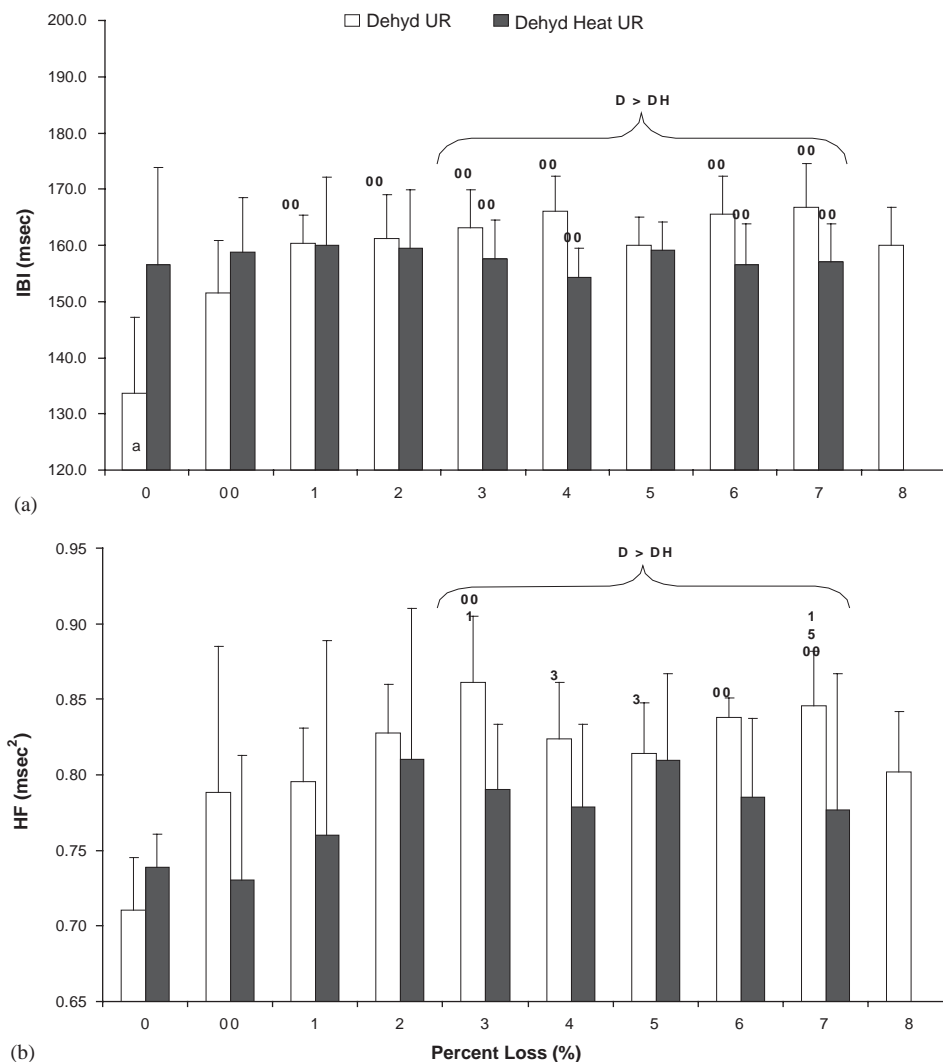 200.0
Dehyd UR
Dehyd Heat UR
190.0
D > DH
180.0
00
00
00
00
170.0
00
00
00
00
00
00
160.0
IBI (msec)
150.0
140.0
130.0
a
120.0
0 00 1 2 3 4 5 6 7 8
(a)
0.95
D > DH
00
1
1
5
00
0.90
3
3
00
0.85
HF (msec²)
0.80
0.75
0.70
0.65
0 00 1 2 3 4 5 6 7 8
(b)
Percent Loss (%)